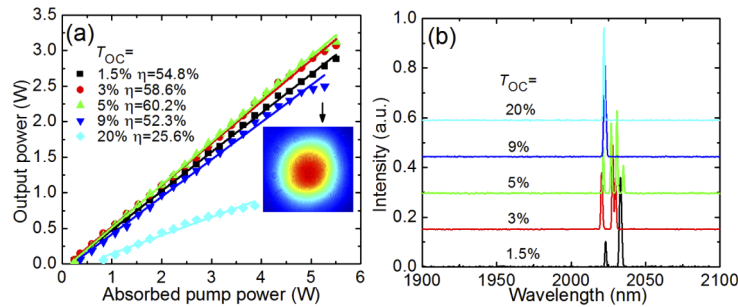 (a)
T_OC=
1.5% η=54.8%
3% η=58.6%
5% η=60.2%
9% η=52.3%
20% η=25.6%
3.5
3.0
2.5
2.0
1.5
1.0
0.5
0.0
Output power (W)
0 1 2 3 4 5 6
Absorbed pump power (W)
(b)
T_OC=
20%
9%
5%
3%
1.5%
1.0
0.8
0.6
0.4
0.2
0.0
Intensity (a.u.)
1900 1950 2000 2050 2100
Wavelength (nm)